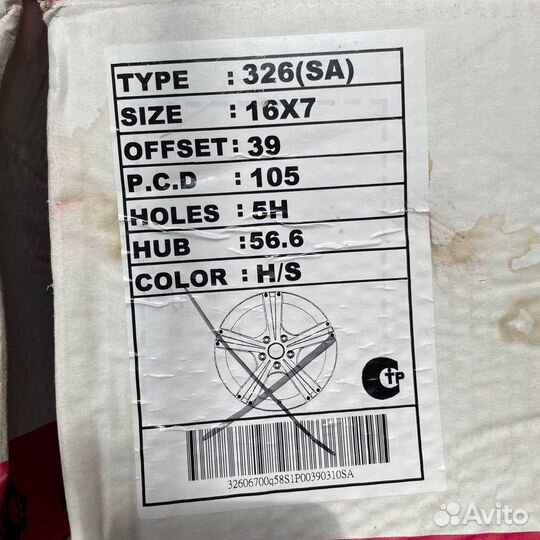 TYPE : 326(SA)
SIZE : 16X7
OFFSET: 39
P.C.D : 105
HOLES : 5H
HUB :56.6
COLOR : H/S
CTP
32606700q58S1P00390310SA
Avito